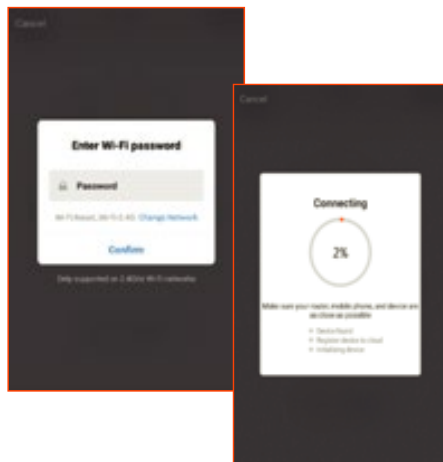 Cancel
Enter Wi-Fi password
Password
Change Network
Confirm
Only supported on 2.4GHz Wi-Fi networks
Cancel
Connecting
2%
Make sure your router, mobile phone, and device are
as close as possible
Device found
Register device to cloud
Initializing device